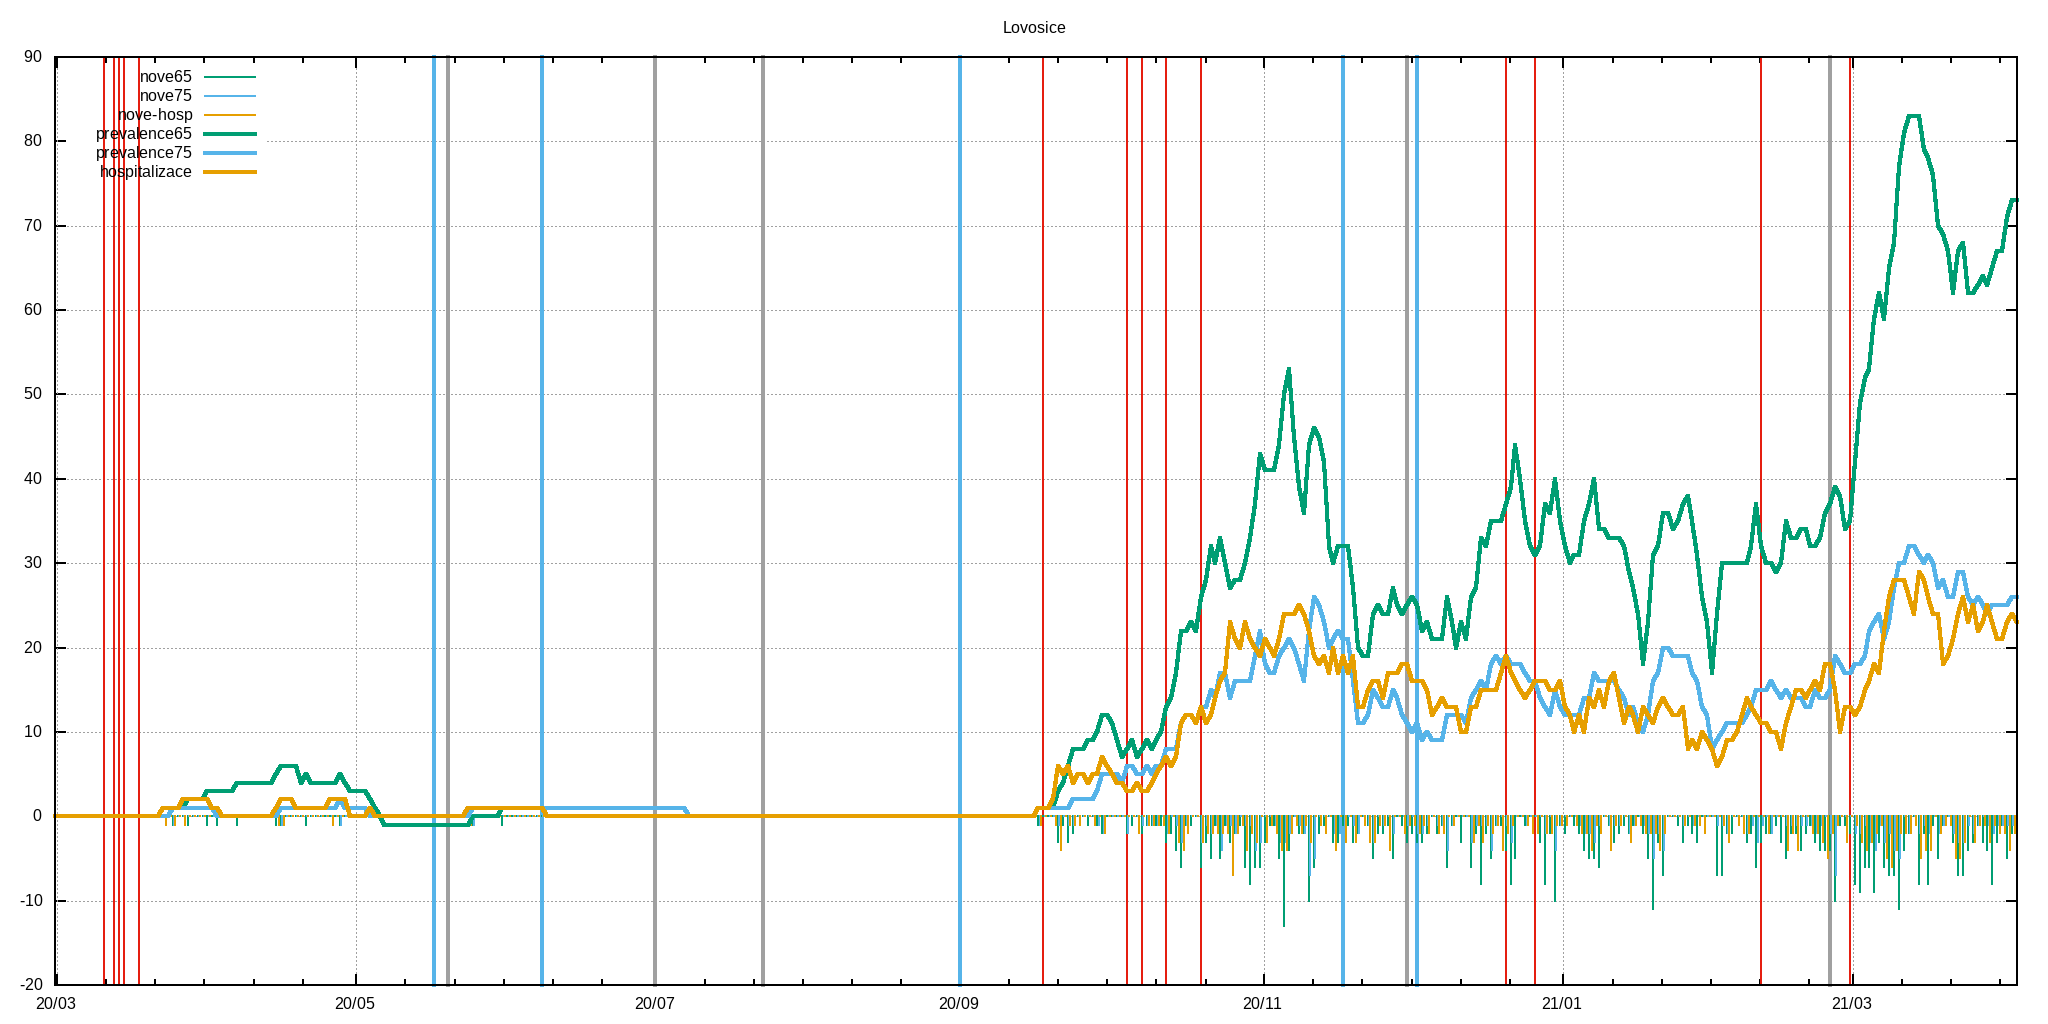 Lovosice
90
80
70
60
50
40
30
20
10
0
-10
-20
nove65
nove75
nove-hosp
prevalence65
prevalence75
hospitalizace
20/03 20/05 20/07 20/09 20/11 21/01 21/03